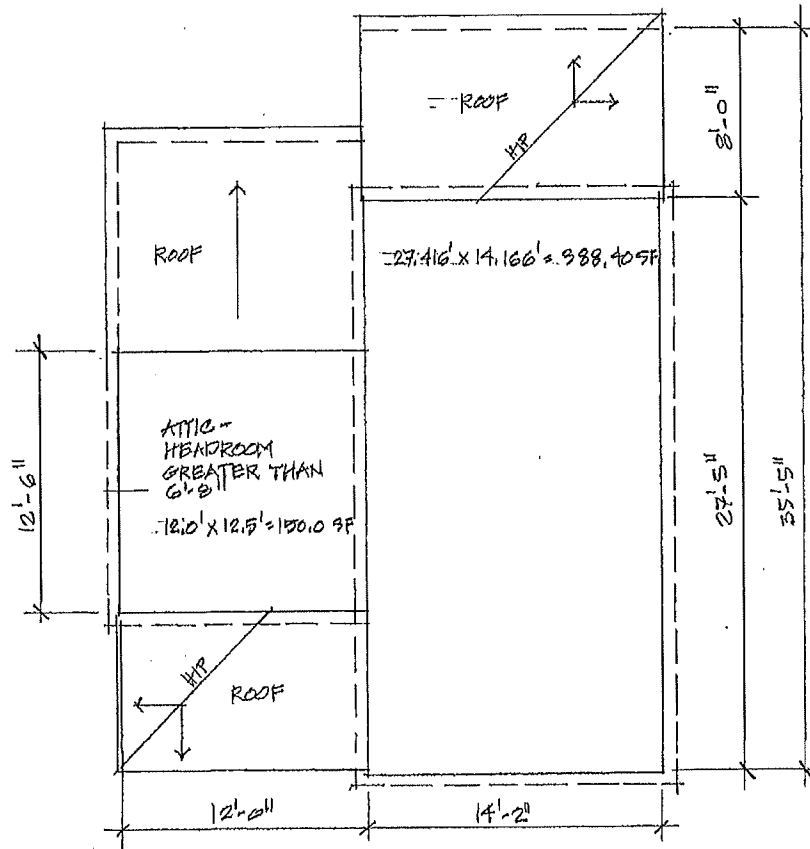 ROOF
HIP
8'-0"
ROOF
27.416' X 14.166' = 388.40 SF
ATTIC -
HEADROOM
GREATER THAN
6'-8"
12.0' X 12.5' = 150.0 SF
12'-6"
27'-5"
35'-5"
HIP
ROOF
12'-0"
14'-2"